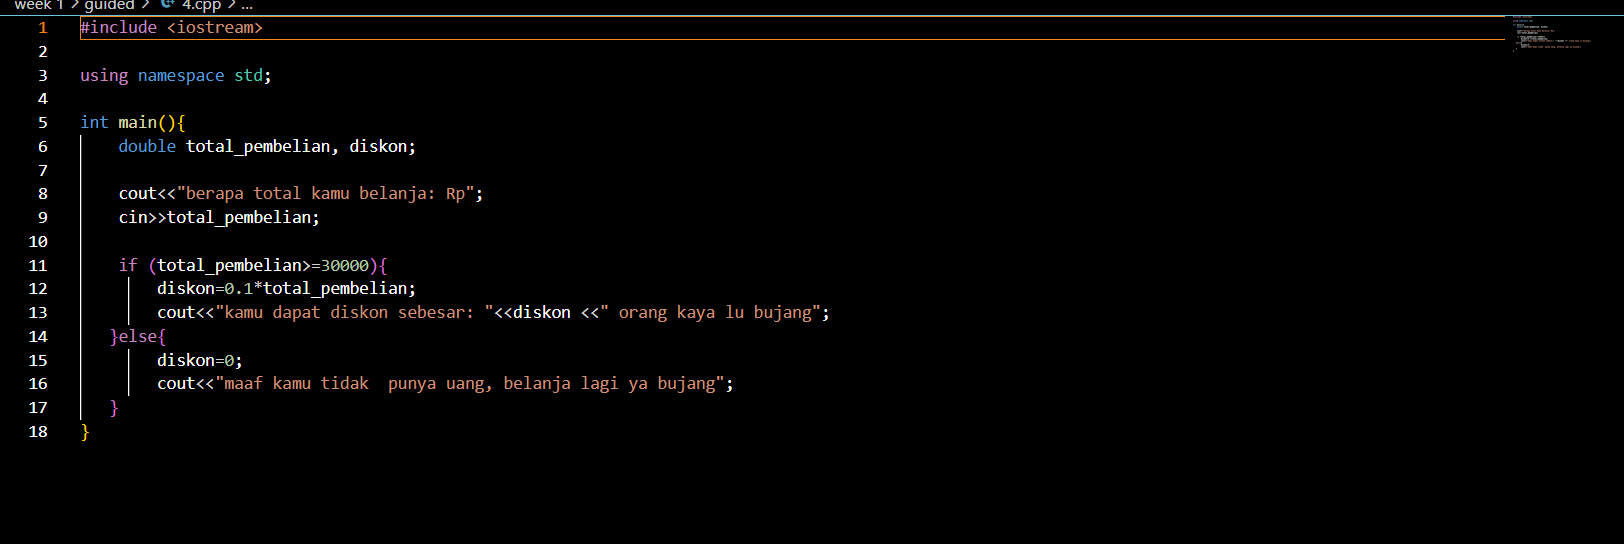 week 1 > guided > 4.cpp > ...
1 #include <iostream>
2
3 using namespace std;
4
5 int main(){
6     double total_pembelian, diskon;
7
8     cout<<"berapa total kamu belanja: Rp";
9     cin>>total_pembelian;
10
11     if (total_pembelian>=30000){
12         diskon=0.1*total_pembelian;
13         cout<<"kamu dapat diskon sebesar: "<<diskon <<" orang kaya lu bujang";
14    }else{
15         diskon=0;
16         cout<<"maaf kamu tidak  punya uang, belanja lagi ya bujang";
17    }
18 }